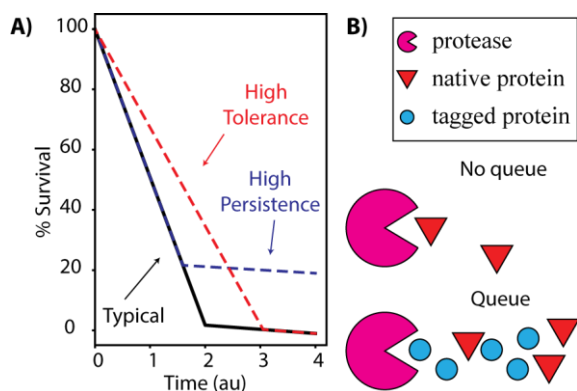 A)
% Survival
100
80
60
40
20
0
High
Tolerance
High
Persistence
Typical
0
1
2
3
4
Time (au)
B)
protease
native protein
tagged protein
No queue
Queue